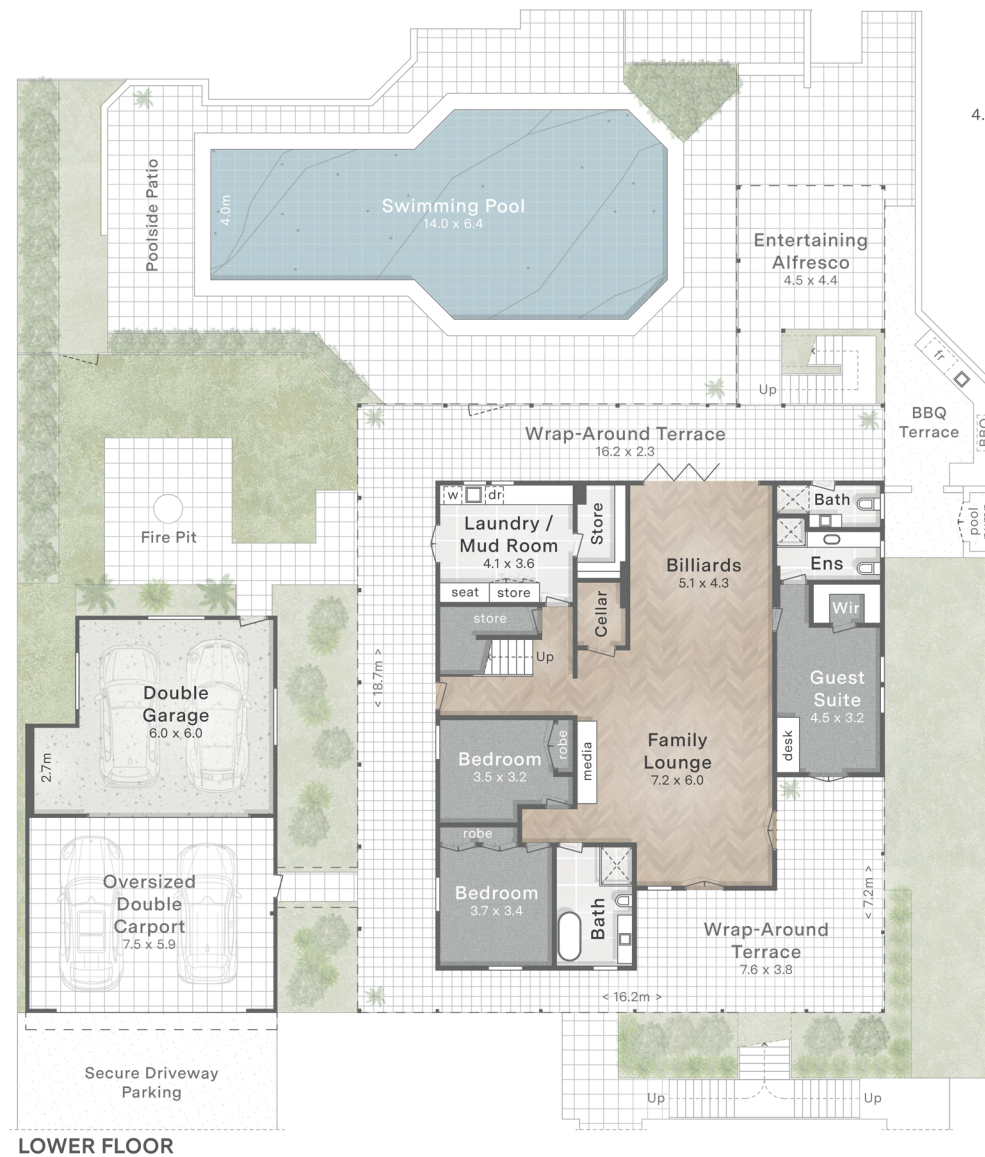 4.
Poolside Patio
4.0m
Swimming Pool
14.0 x 6.4
Entertaining
Alfresco
4.5 x 4.4
Up
fr
BBQ
Terrace
BBQ
Wrap-Around Terrace
16.2 x 2.3
w
dr
Laundry /
Mud Room
4.1 x 3.6
seat
store
Store
Billiards
5.1 x 4.3
Bath
Ens
Wir
pool
Fire Pit
store
Up
Cellar
Guest
Suite
4.5 x 3.2
desk
< 18.7m >
Double
Garage
6.0 x 6.0
2.7m
Bedroom
3.5 x 3.2
robe
media
Family
Lounge
7.2 x 6.0
robe
Bedroom
3.7 x 3.4
Bath
Oversized
Double
Carport
7.5 x 5.9
Wrap-Around
Terrace
7.6 x 3.8
< 7.2m >
< 16.2m >
Secure Driveway
Parking
Up
Up
LOWER FLOOR